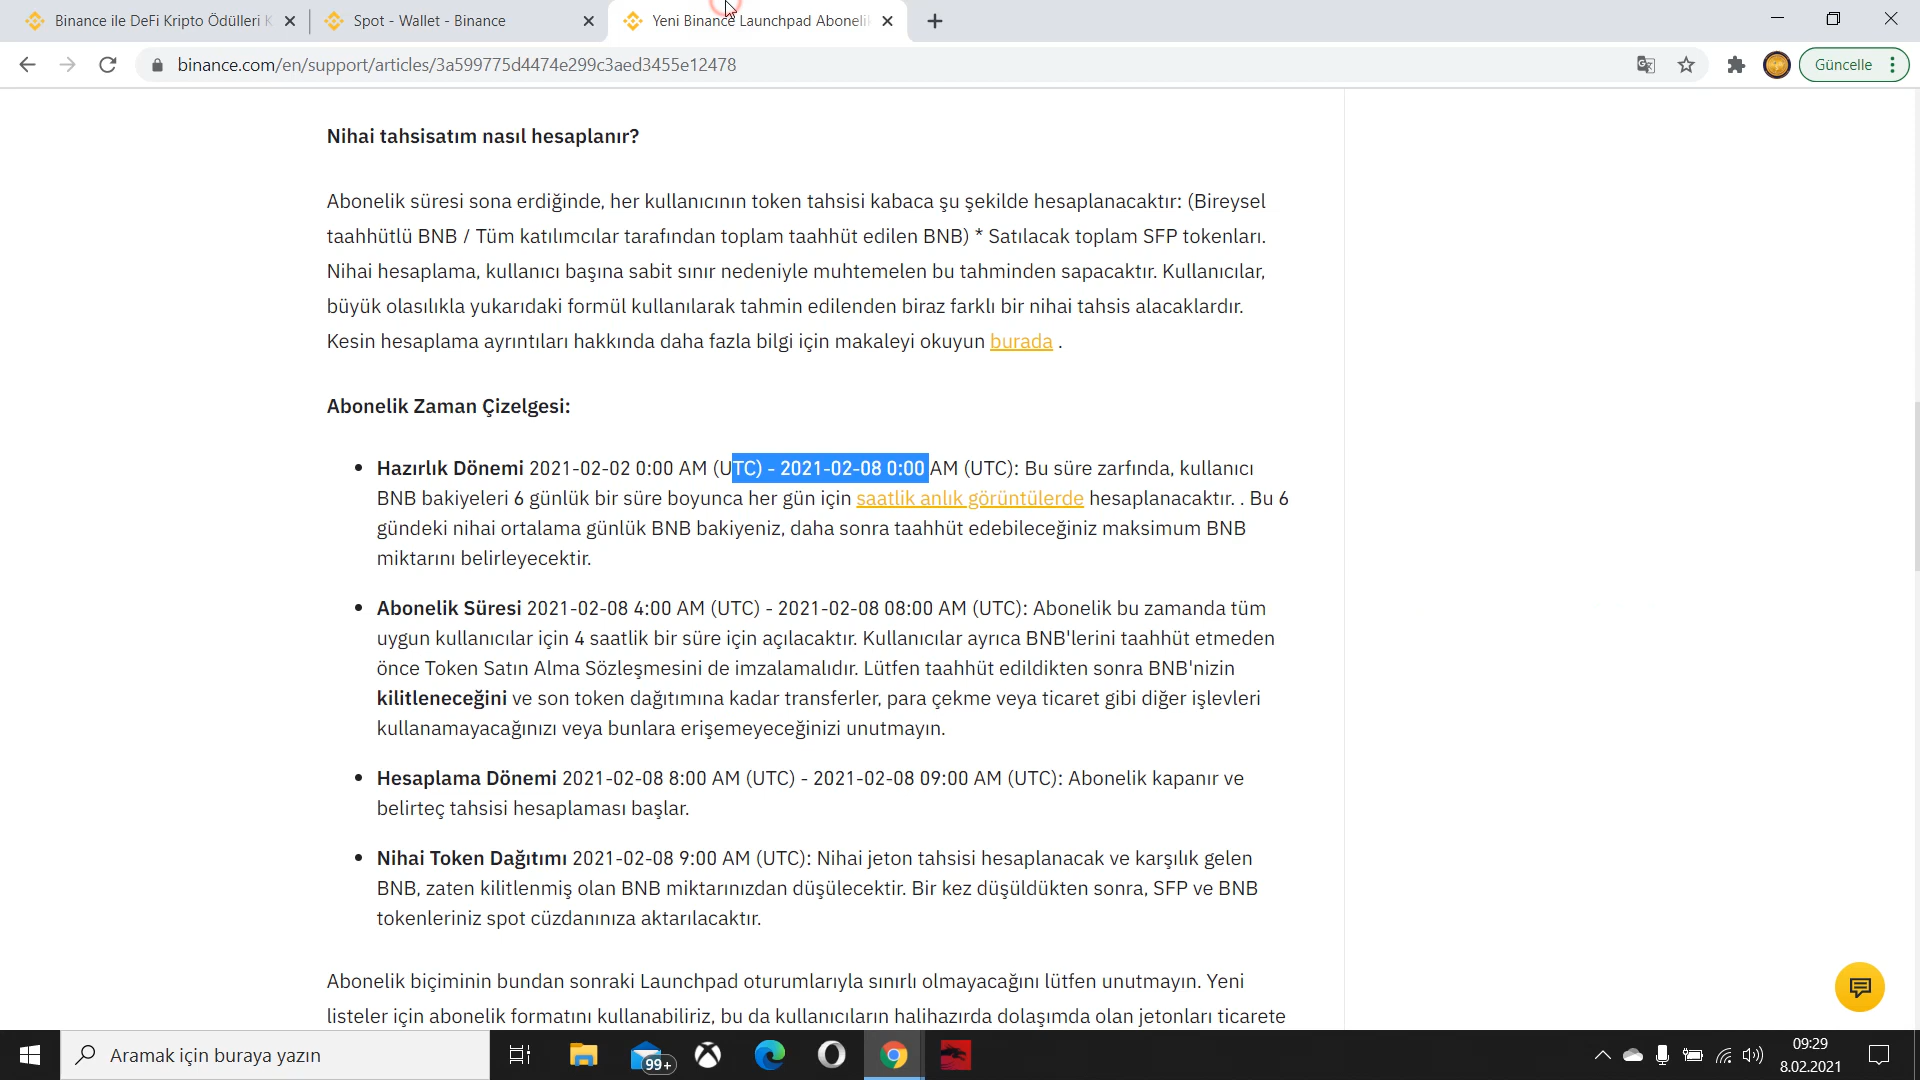 Binance ile DeFi Kripto Ödülleri K
Spot - Wallet - Binance
Yeni Binance Launchpad Abonelik
binance.com/en/support/articles/3a599775d4474e299c3aed3455e12478
Güncelle
Nihai tahsisatım nasıl hesaplanır?
Abonelik süresi sona erdiğinde, her kullanıcının token tahsisi kabaca şu şekilde hesaplanacaktır: (Bireysel
taahhütlü BNB / Tüm katılımcılar tarafından toplam taahhüt edilen BNB) * Satılacak toplam SFP tokenları.
Nihai hesaplama, kullanıcı başına sabit sınır nedeniyle muhtemelen bu tahminden sapacaktır. Kullanıcılar,
büyük olasılıkla yukarıdaki formül kullanılarak tahmin edilenden biraz farklı bir nihai tahsis alacaklardır.
Kesin hesaplama ayrıntıları hakkında daha fazla bilgi için makaleyi okuyun burada .
Abonelik Zaman Çizelgesi:
• Hazırlık Dönemi 2021-02-02 0:00 AM (UTC) - 2021-02-08 0:00 AM (UTC): Bu süre zarfında, kullanıcı
BNB bakiyeleri 6 günlük bir süre boyunca her gün için saatlik anlık görüntülerde hesaplanacaktır. . Bu 6
gündeki nihai ortalama günlük BNB bakiyeniz, daha sonra taahhüt edebileceğiniz maksimum BNB
miktarını belirleyecektir.
• Abonelik Süresi 2021-02-08 4:00 AM (UTC) - 2021-02-08 08:00 AM (UTC): Abonelik bu zamanda tüm
uygun kullanıcılar için 4 saatlik bir süre için açılacaktır. Kullanıcılar ayrıca BNB'lerini taahhüt etmeden
önce Token Satın Alma Sözleşmesini de imzalamalıdır. Lütfen taahhüt edildikten sonra BNB'nizin
kilitleneceğini ve son token dağıtımına kadar transferler, para çekme veya ticaret gibi diğer işlevleri
kullanamayacağınızı veya bunlara erişemeyeceğinizi unutmayın.
• Hesaplama Dönemi 2021-02-08 8:00 AM (UTC) - 2021-02-08 09:00 AM (UTC): Abonelik kapanır ve
belirteç tahsisi hesaplaması başlar.
• Nihai Token Dağıtımı 2021-02-08 9:00 AM (UTC): Nihai jeton tahsisi hesaplanacak ve karşılık gelen
BNB, zaten kilitlenmiş olan BNB miktarınızdan düşülecektir. Bir kez düşüldükten sonra, SFP ve BNB
tokenleriniz spot cüzdanınıza aktarılacaktır.
Abonelik biçiminin bundan sonraki Launchpad oturumlarıyla sınırlı olmayacağını lütfen unutmayın. Yeni
listeler için abonelik formatını kullanabiliriz, bu da kullanıcıların halihazırda dolaşımda olan jetonları ticarete
Aramak için buraya yazın
99+
09:29
8.02.2021